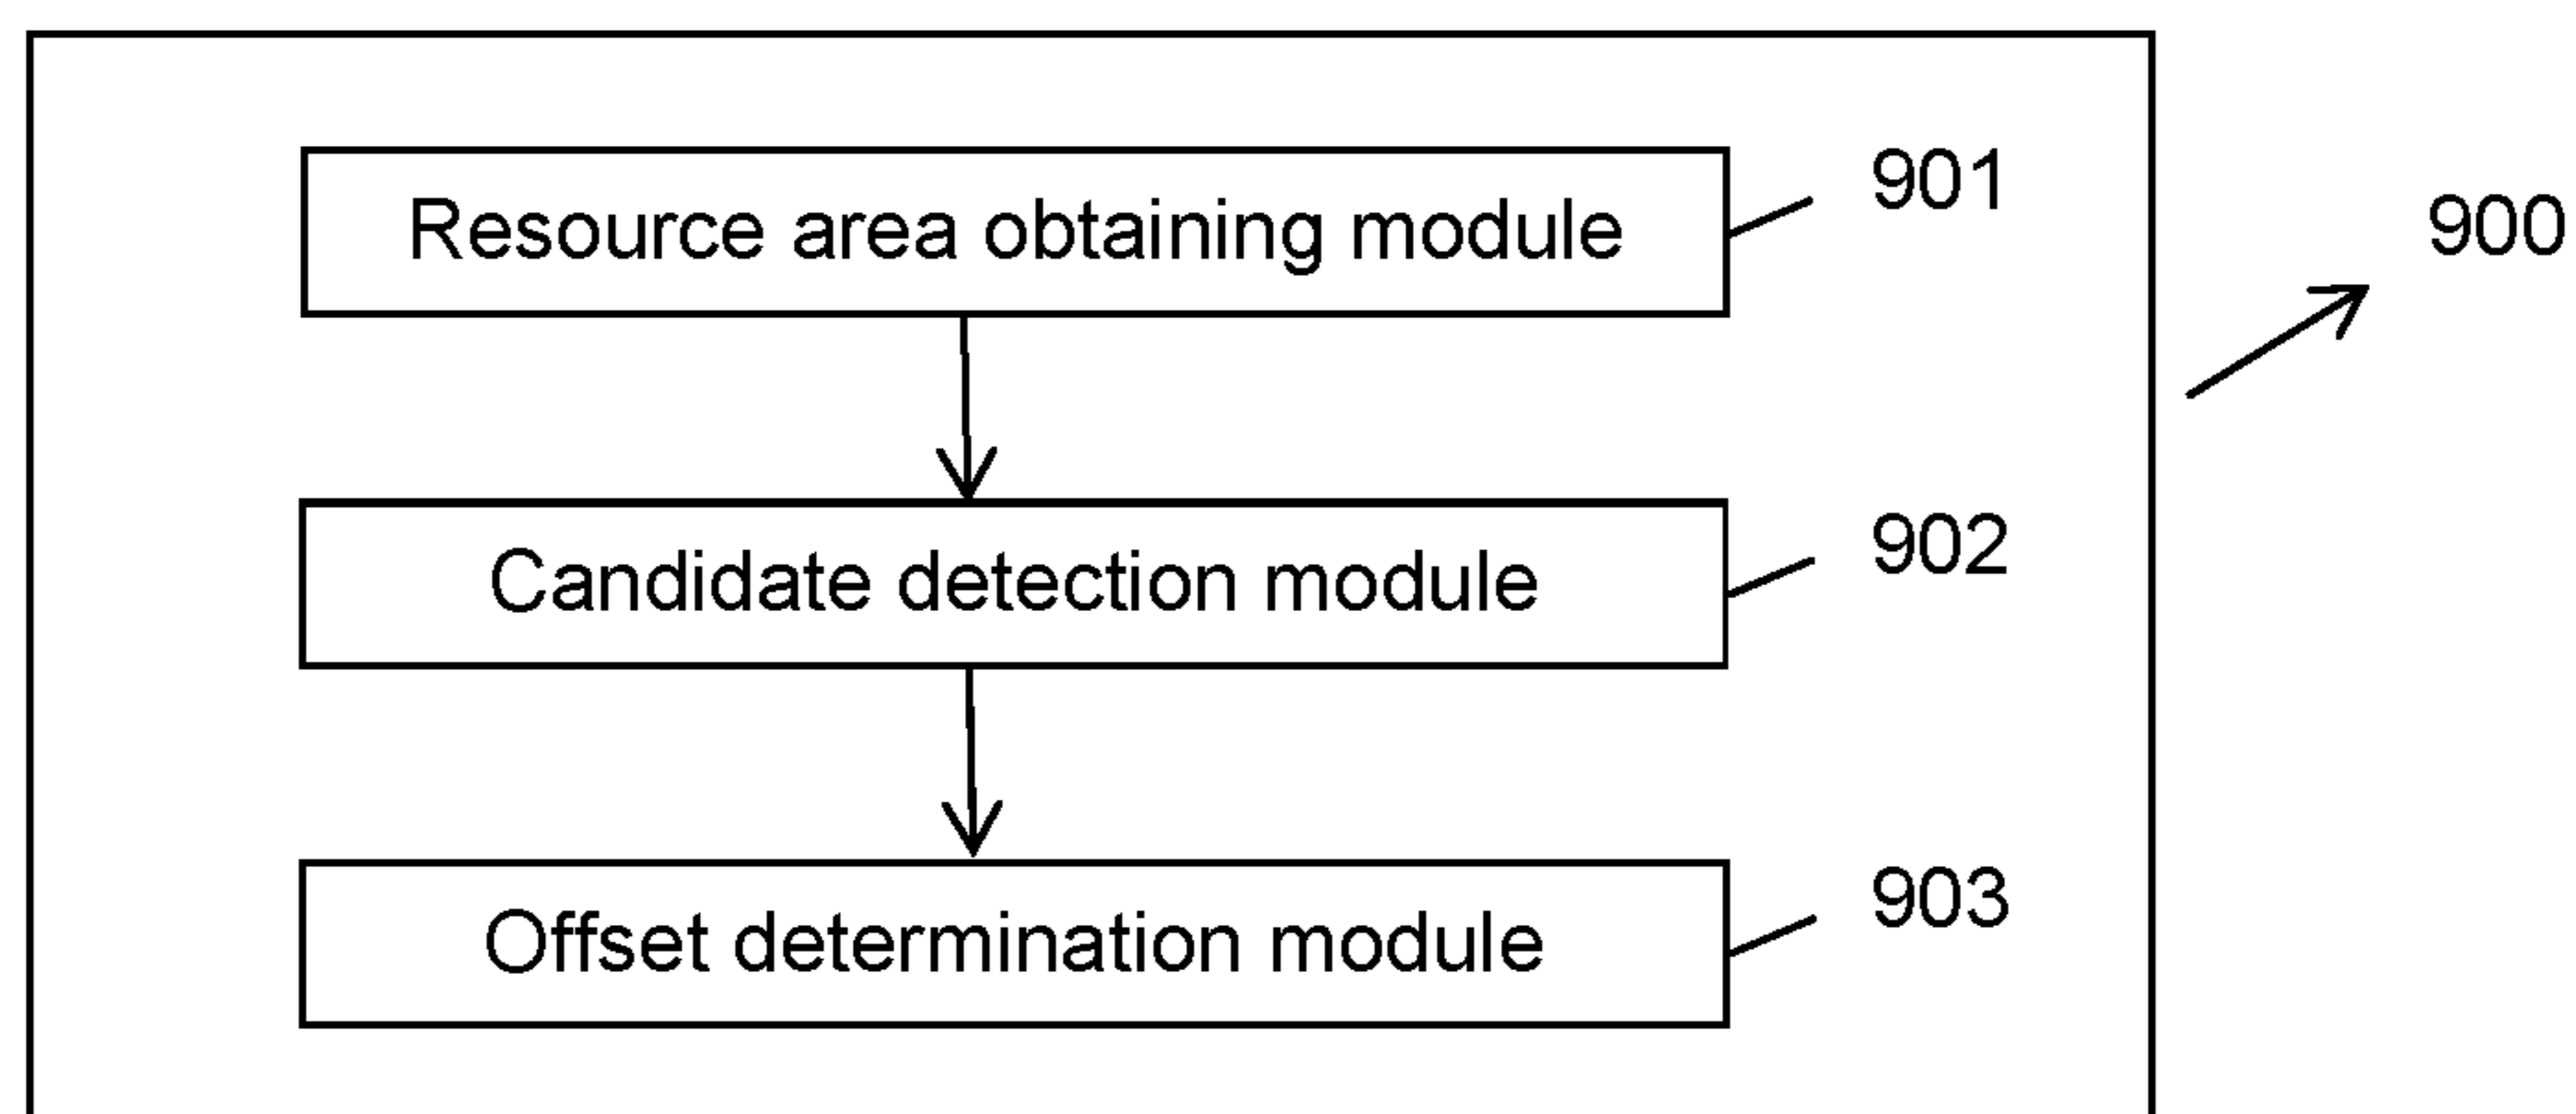 Resource area obtaining module
901
900
Candidate detection module
902
Offset determination module
903